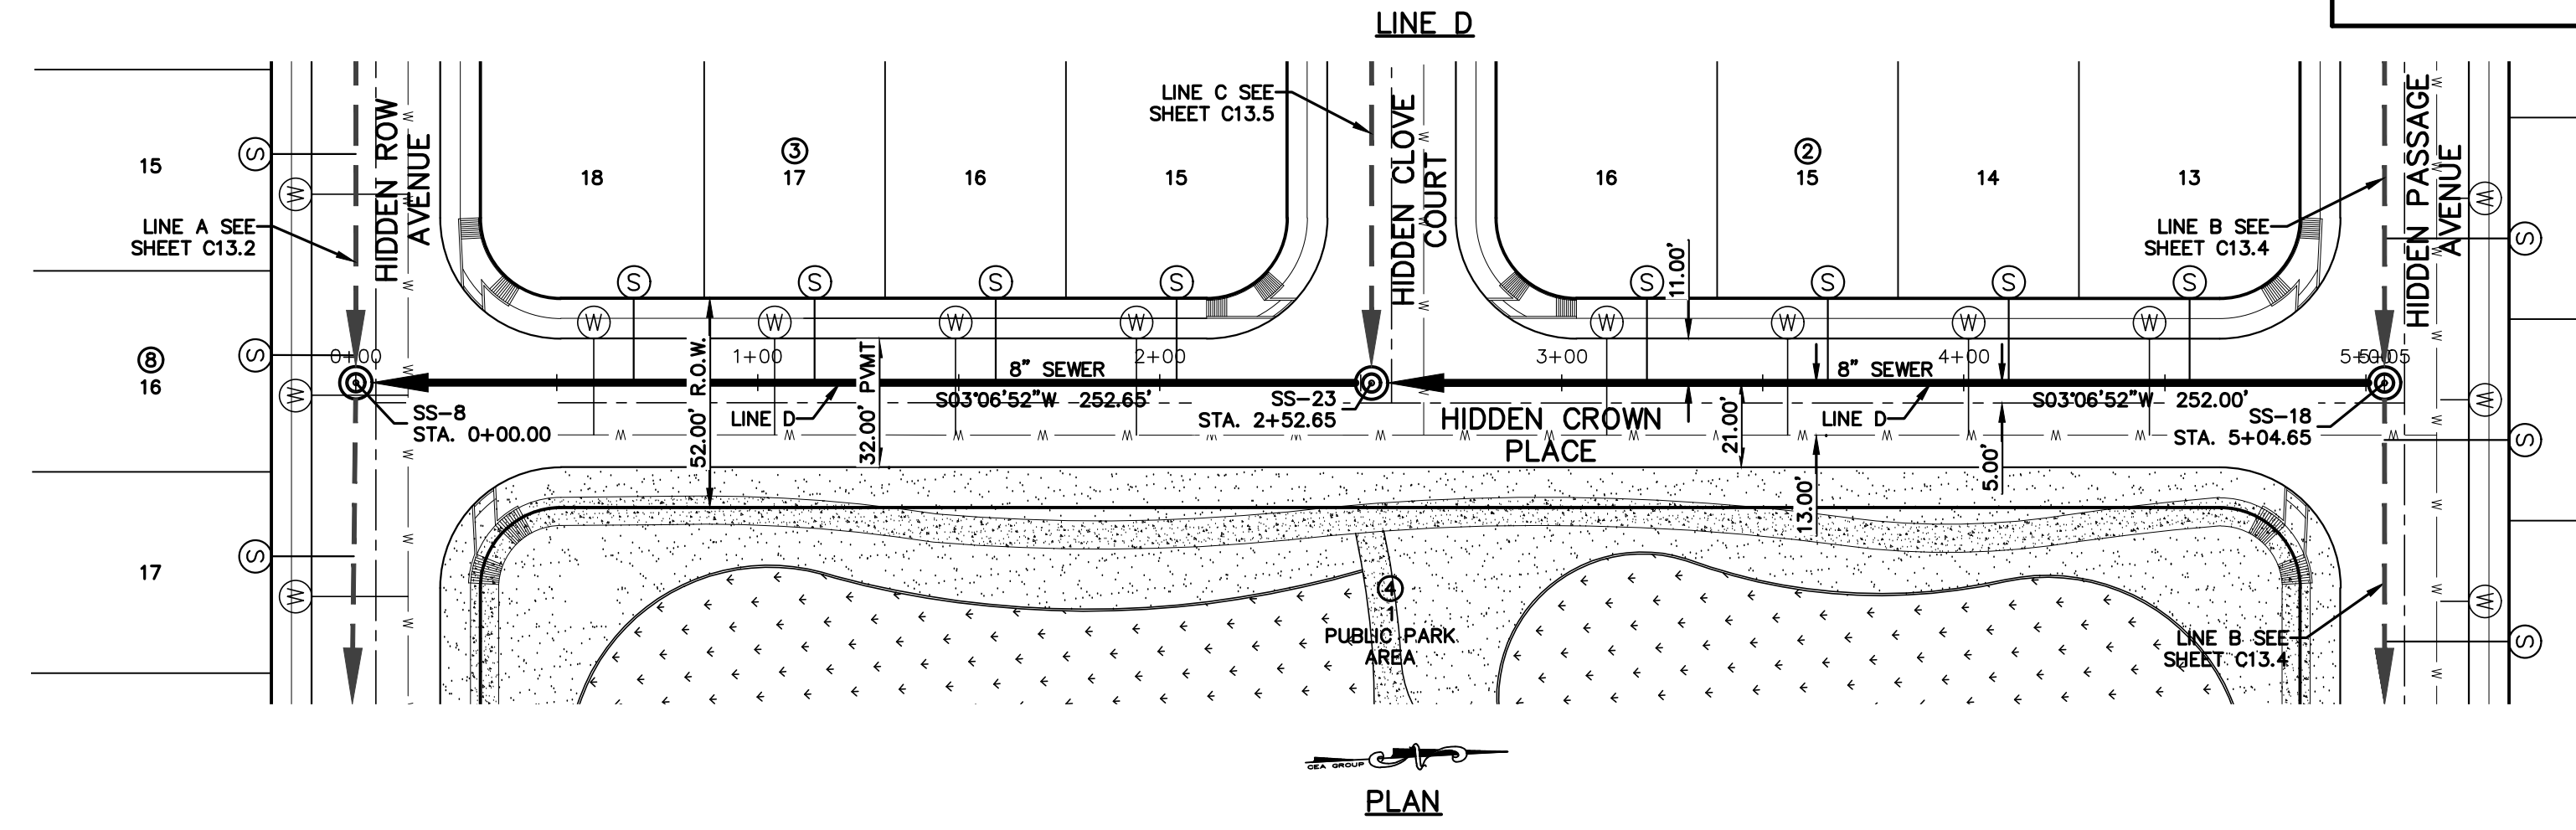 LINE D
LINE C SEE
SHEET C13.5
HIDDEN ROW
AVENUE
HIDDEN CLOVE
COURT
HIDDEN PASSAGE
AVENUE
15
S
W
3
18
17
16
15
2
16
15
14
13
W
S
LINE A SEE
SHEET C13.2
LINE B SEE
SHEET C13.4
S
S
S
S
S
S
S
S
11.00'
W
W
W
W
W
W
W
W
8
16
S
W
0+00
1+00
2+00
3+00
4+00
5+00
5+05
8" SEWER
8" SEWER
52.00' R.O.W.
32.00' PVMT
S03°06'52"W 252.65'
S03°06'52"W 252.00'
W
S
SS-8
STA. 0+00.00
LINE D
SS-23
STA. 2+52.65
HIDDEN CROWN
PLACE
21.00'
LINE D
SS-18
STA. 5+04.65
13.00'
5.00'
17
S
W
4
1
PUBLIC PARK
AREA
LINE B SEE
SHEET C13.4
W
S
CEA GROUP
PLAN